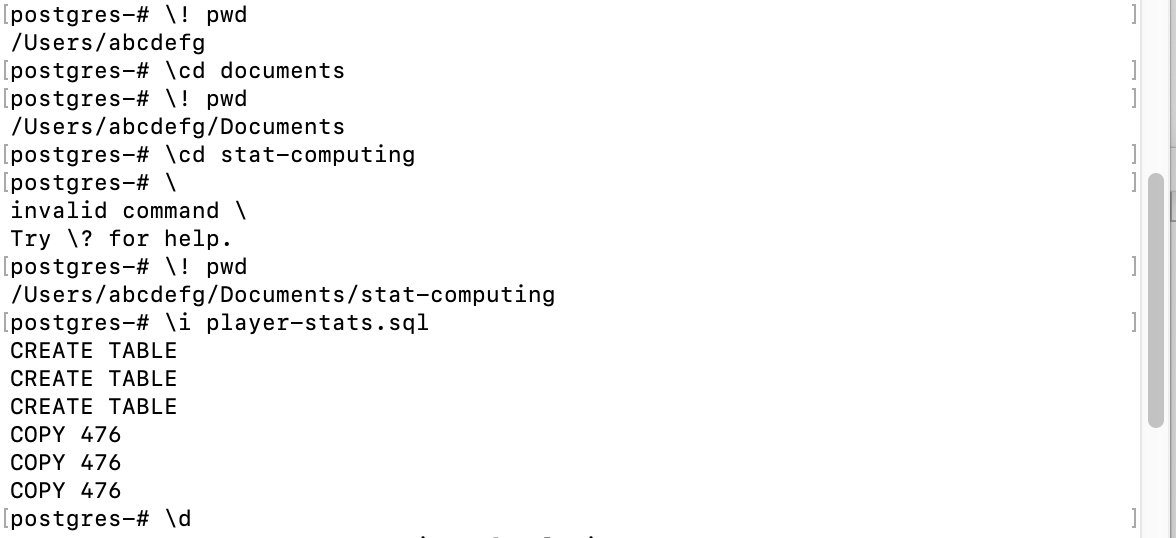 [postgres-# \! pwd ]
/Users/abcdefg
[postgres-# \cd documents ]
[postgres-# \! pwd ]
/Users/abcdefg/Documents
[postgres-# \cd stat-computing ]
[postgres-# \ ]
invalid command \
Try \? for help.
[postgres-# \! pwd ]
/Users/abcdefg/Documents/stat-computing
[postgres-# \i player-stats.sql ]
CREATE TABLE
CREATE TABLE
CREATE TABLE
COPY 476
COPY 476
COPY 476
[postgres-# \d ]